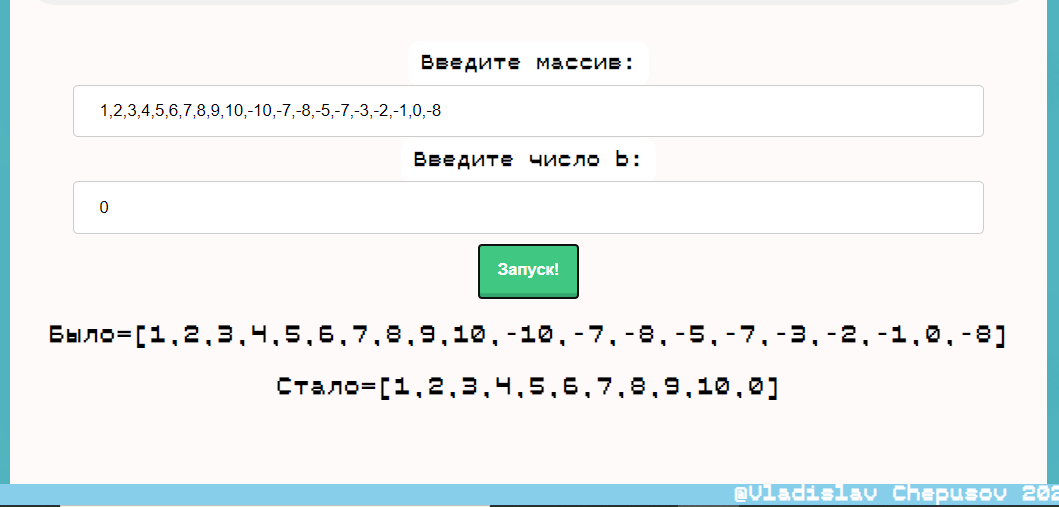 Введите массив:
1,2,3,4,5,6,7,8,9,10,-10,-7,-8,-5,-7,-3,-2,-1,0,-8
Введите число b:
0
Запуск!
Было=[1,2,3,4,5,6,7,8,9,10,-10,-7,-8,-5,-7,-3,-2,-1,0,-8]
Стало=[1,2,3,4,5,6,7,8,9,10,0]
@Vladislav Chepusov